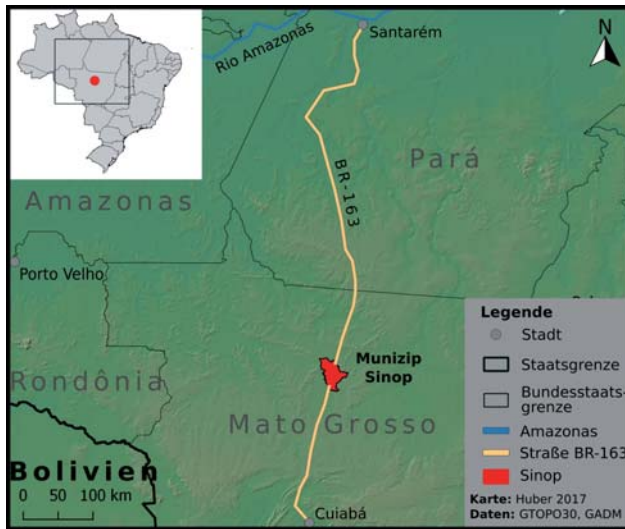 N
Santarém
Rio Amazonas
Pará
BR-163
Amazonas
Porto Velho
Munizip
Sinop
Rondônia
Mato Grosso
Bolivien
0 50 100 km
Cuiabá
Legende
Stadt
Staatsgrenze
Bundesstaats-
grenze
Amazonas
Straße BR-163
Sinop
Karte: Huber 2017
Daten: GTOPO30, GADM